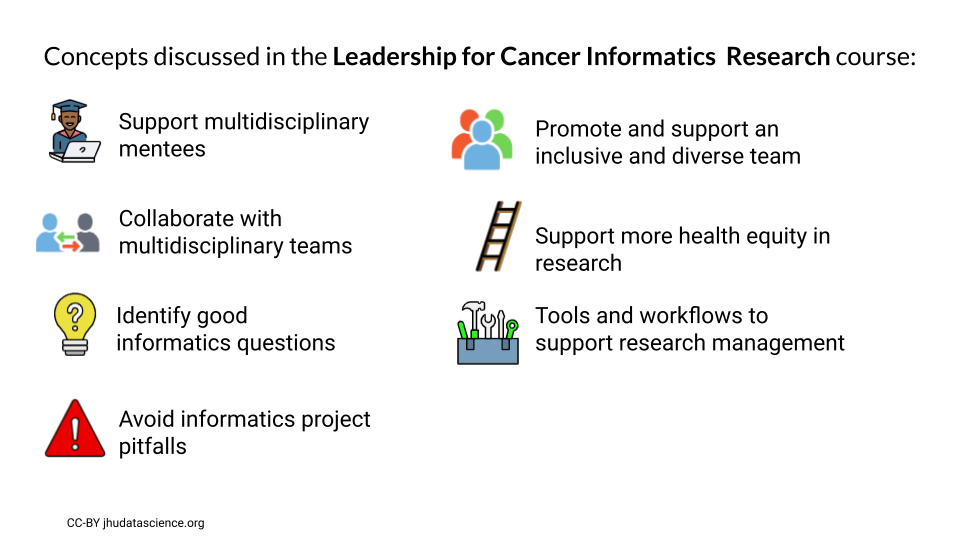 Concepts discussed in the Leadership for Cancer Informatics Research course:
Support multidisciplinary
mentees
Collaborate with
multidisciplinary teams
Identify good
informatics questions
Avoid informatics project
pitfalls
Promote and support an
inclusive and diverse team
Support more health equity in
research
Tools and workflows to
support research management
CC-BY jhudatascience.org